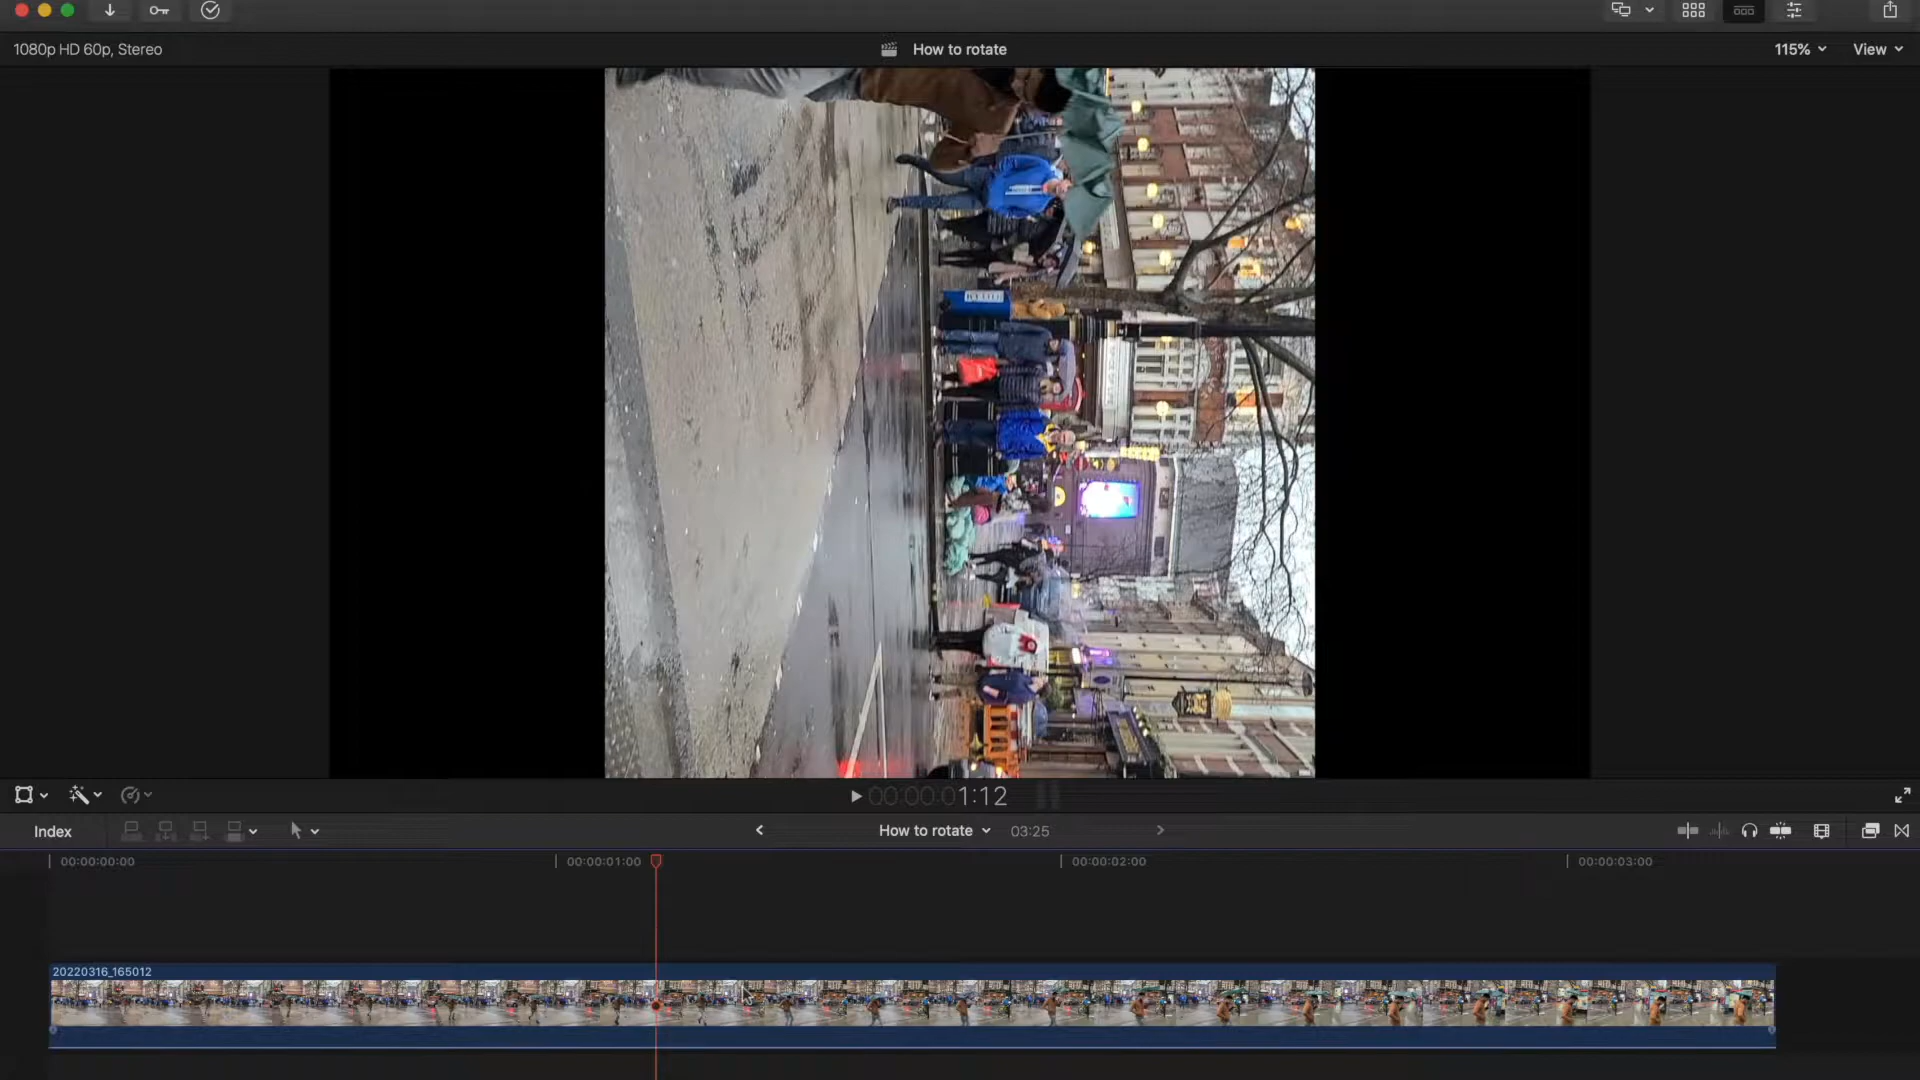 1080p HD 60p, Stereo
How to rotate
115%
View
00:00:00:01:12
Index
How to rotate
03:25
00:00:00:00
00:00:01:00
00:00:02:00
00:00:03:00
20220316_165012